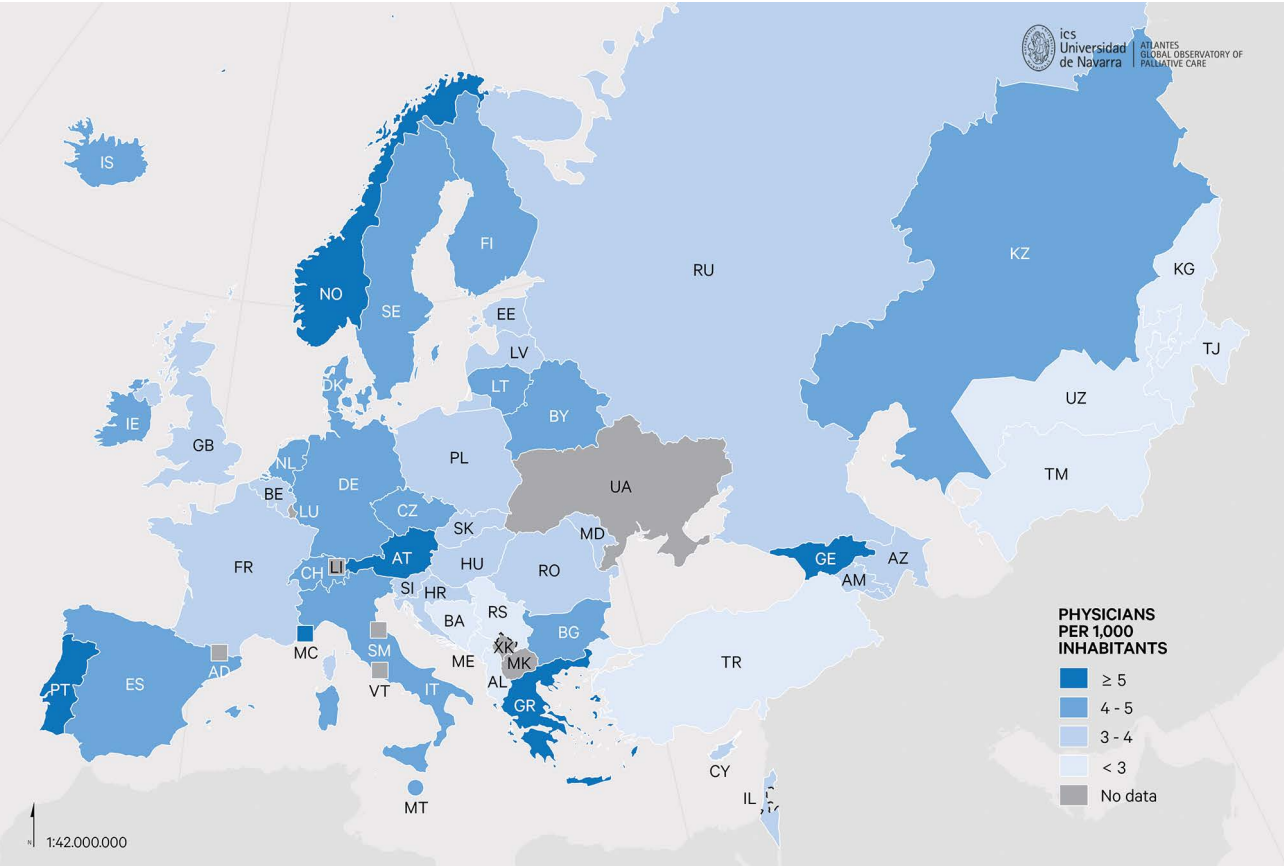 ics
Universidad
de Navarra
ATLANTES
GLOBAL OBSERVATORY OF
PALLIATIVE CARE
IS
NO
SE
FI
RU
KZ
KG
TJ
UZ
TM
EE
LV
LT
BY
DK
IE
GB
NL
BE
LU
DE
PL
CZ
UA
SK
AT
HU
MD
RO
FR
CH
LI
SI
HR
BA
RS
XK
ME
MK
AL
BG
GE
AZ
AM
TR
MC
SM
VT
IT
AD
PT
ES
GR
MT
CY
IL
PHYSICIANS
PER 1,000
INHABITANTS
≥ 5
4 - 5
3 - 4
< 3
No data
N
1:42.000.000